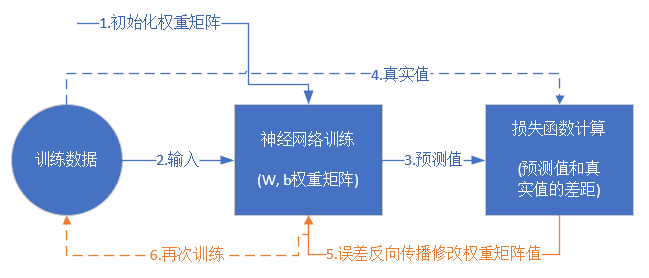 1.初始化权重矩阵
4.真实值
训练数据
2.输入
神经网络训练
(W, b权重矩阵)
3.预测值
损失函数计算
(预测值和真
实值的差距)
6.再次训练
5.误差反向传播修改权重矩阵值